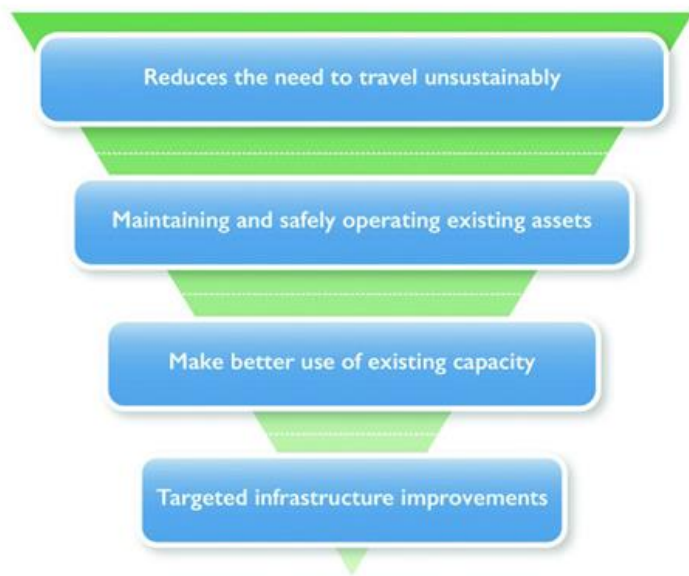 Reduces the need to travel unsustainably
Maintaining and safely operating existing assets
Make better use of existing capacity
Targeted infrastructure improvements